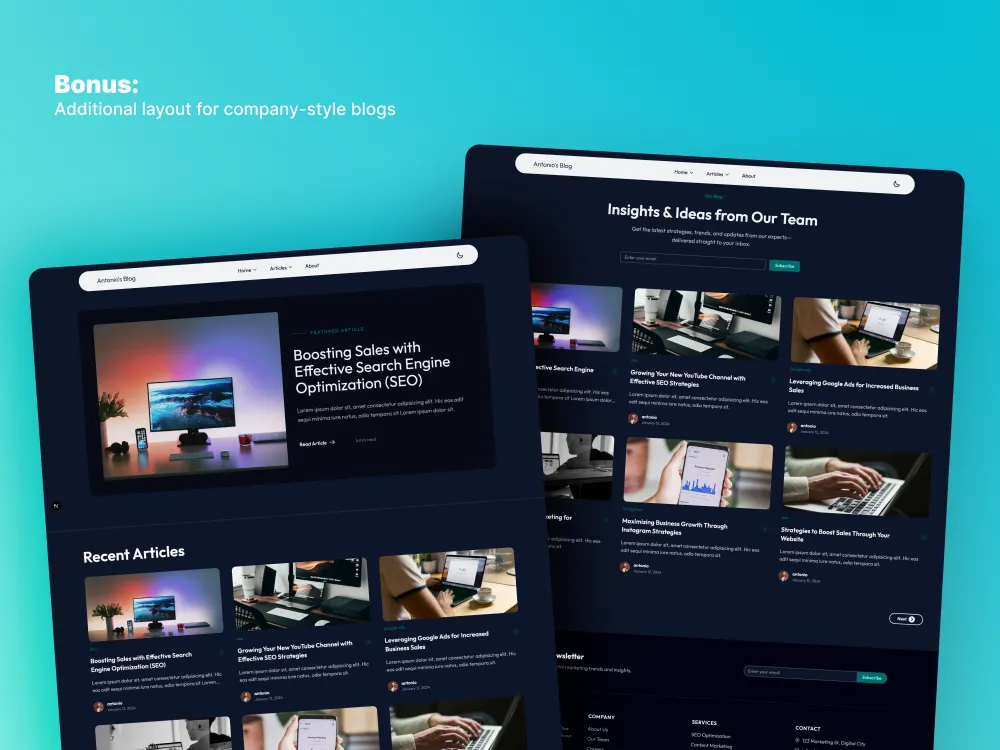 Bonus:
Additional layout for company-style blogs
Antonio's Blog
Home
Articles
About
FEATURED ARTICLE
Boosting Sales with
Effective Search Engine
Optimization (SEO)
Lorem ipsum dolor sit, amet consectetur adipisicing elit. Hic eos odit
sequi minima iure natus, odio tempora sit Lorem ipsum dolor sit.
Read Article →
6 min read
Recent Articles
Boosting Sales with Effective Search
Engine Optimization (SEO)
Lorem ipsum dolor sit, amet consectetur adipisicing elit. Hic
eos odit sequi minima iure natus, odio tempora sit Lorem...
antonio
January 12, 2024
Growing Your New YouTube Channel with
Effective SEO Strategies
Lorem ipsum dolor sit, amet consectetur adipisicing elit. Hic
eos odit sequi minima iure natus, odio tempora sit.
antonio
January 12, 2024
Leveraging Google Ads for Increased
Business Sales
Lorem ipsum dolor sit, amet consectetur adipisicing elit. Hic
eos odit sequi minima iure natus, odio tempora sit.
antonio
January 12, 2024
Antonio's Blog
Home
Articles
About
Our Blog
Insights & Ideas from Our Team
Get the latest strategies, trends, and updates from our experts—
delivered straight to your inbox.
Enter your email
Subscribe
ective Search Engine
Growing Your New YouTube Channel with
Effective SEO Strategies
Lorem ipsum dolor sit, amet consectetur adipisicing elit. Hic eos
odit sequi minima iure natus, odio tempora sit.
antonio
January 12, 2024
Leveraging Google Ads for Increased Business
Sales
Lorem ipsum dolor sit, amet consectetur adipisicing elit. Hic eos
odit sequi minima iure natus, odio tempora sit.
antonio
January 12, 2024
keting for
Maximizing Business Growth Through
Instagram Strategies
Lorem ipsum dolor sit, amet consectetur adipisicing elit. Hic eos
odit sequi minima iure natus, odio tempora sit.
antonio
January 12, 2024
Strategies to Boost Sales Through Your
Website
Lorem ipsum dolor sit, amet consectetur adipisicing elit. Hic eos
odit sequi minima iure natus, odio tempora sit.
antonio
January 12, 2024
Next
wsletter
marketing trends and insights.
Enter your email
Subscribe
COMPANY
About Us
Our Team
Careers
SERVICES
SEO Optimization
Content Marketing
CONTACT
123 Marketing St, Digital City